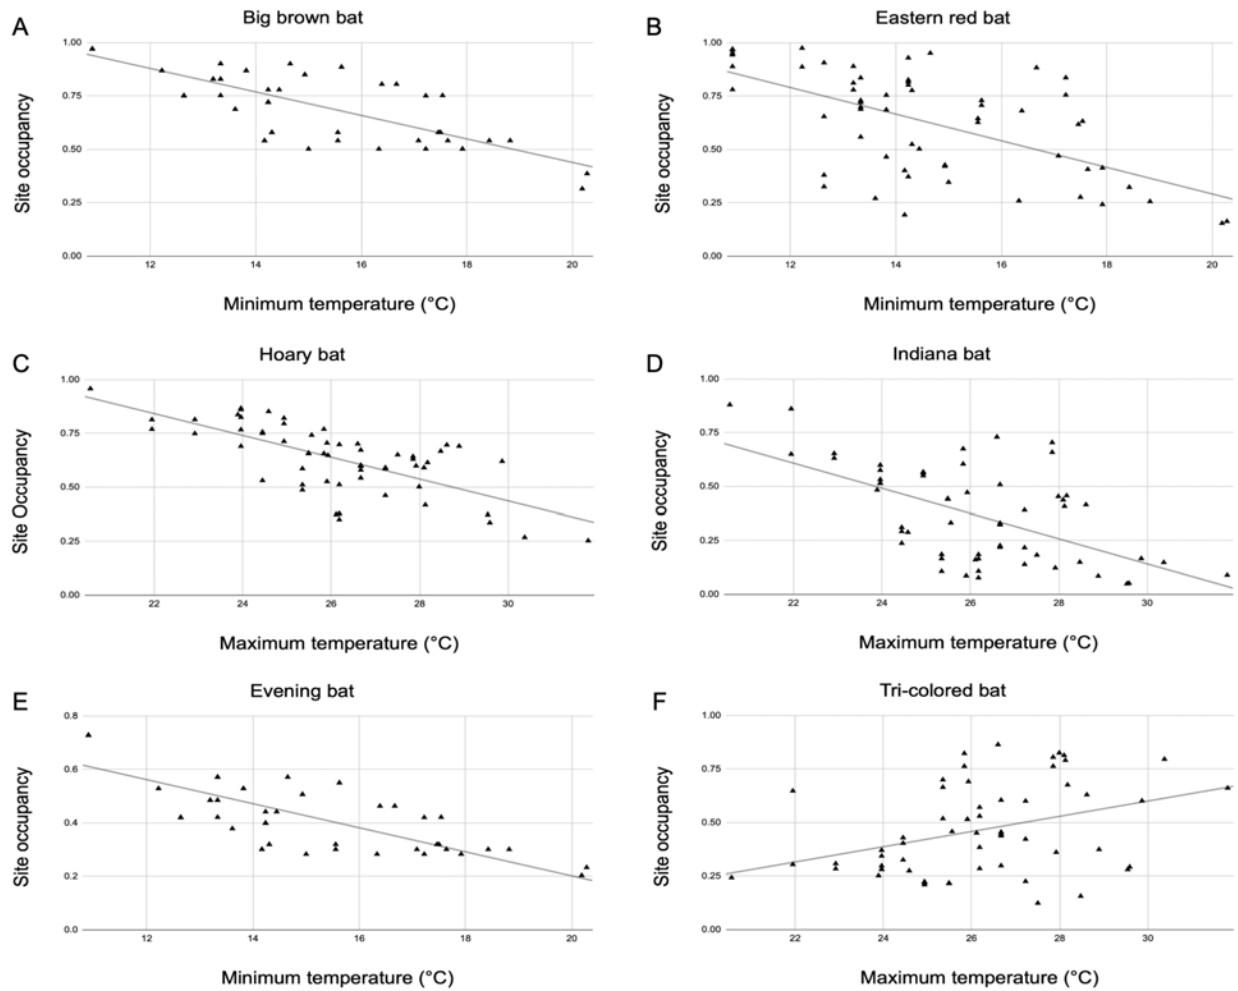 A
Big brown bat
1.00
0.75
0.50
0.25
0.00
Site occupancy
12 14 16 18 20
Minimum temperature (°C)
B
Eastern red bat
1.00
0.75
0.50
0.25
0.00
Site occupancy
12 14 16 18 20
Minimum temperature (°C)
C
Hoary bat
1.00
0.75
0.50
0.25
0.00
Site Occupancy
22 24 26 28 30
Maximum temperature (°C)
D
Indiana bat
1.00
0.75
0.50
0.25
0.00
Site occupancy
22 24 26 28 30
Maximum temperature (°C)
E
Evening bat
0.8
0.6
0.4
0.2
0.0
Site occupancy
12 14 16 18 20
Minimum temperature (°C)
F
Tri-colored bat
1.00
0.75
0.50
0.25
0.00
Site occupancy
22 24 26 28 30
Maximum temperature (°C)